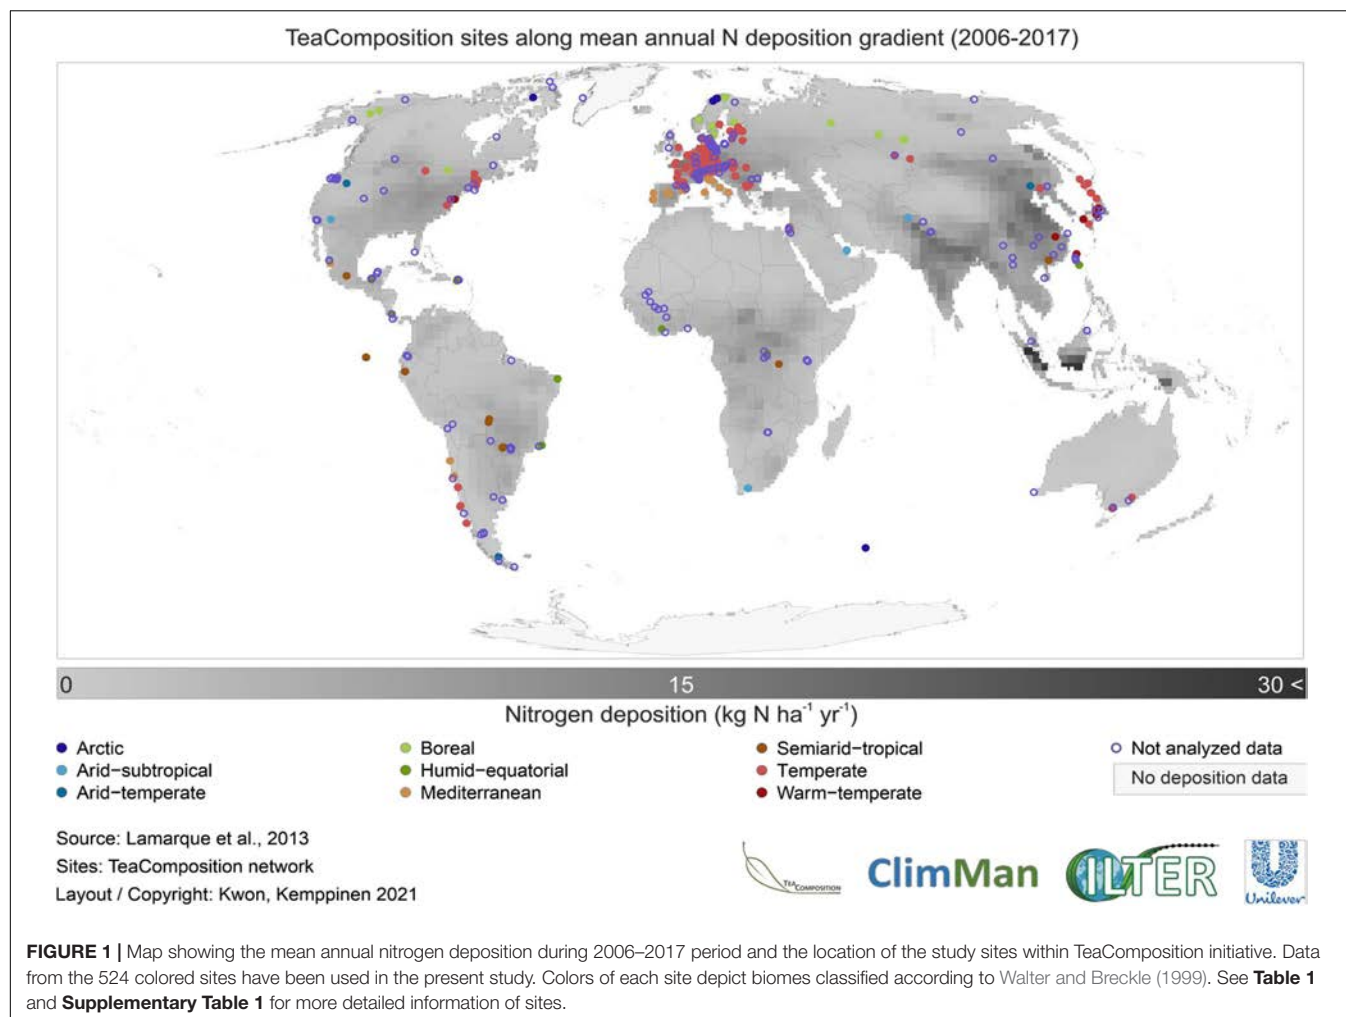 TeaComposition sites along mean annual N deposition gradient (2006-2017)
0 15 30 <
Nitrogen deposition (kg N ha⁻¹ yr⁻¹)
Arctic Boreal Semiarid−tropical Not analyzed data
Arid−subtropical Humid−equatorial Temperate No deposition data
Arid−temperate Mediterranean Warm−temperate
Source: Lamarque et al., 2013
Sites: TeaComposition network
Layout / Copyright: Kwon, Kemppinen 2021
TEACOMPOSITION ClimMan ILTER Unilever
FIGURE 1 | Map showing the mean annual nitrogen deposition during 2006–2017 period and the location of the study sites within TeaComposition initiative. Data
from the 524 colored sites have been used in the present study. Colors of each site depict biomes classified according to Walter and Breckle (1999). See Table 1
and Supplementary Table 1 for more detailed information of sites.